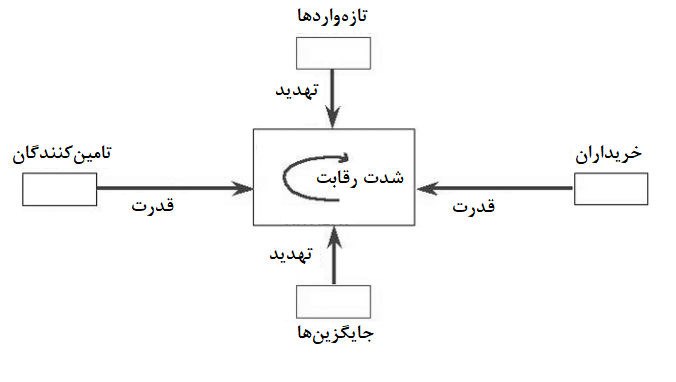 تازه‌واردها
تهدید
خریداران
تامین‌کنندگان
شدت رقابت
قدرت
قدرت
تهدید
جایگزین‌ها